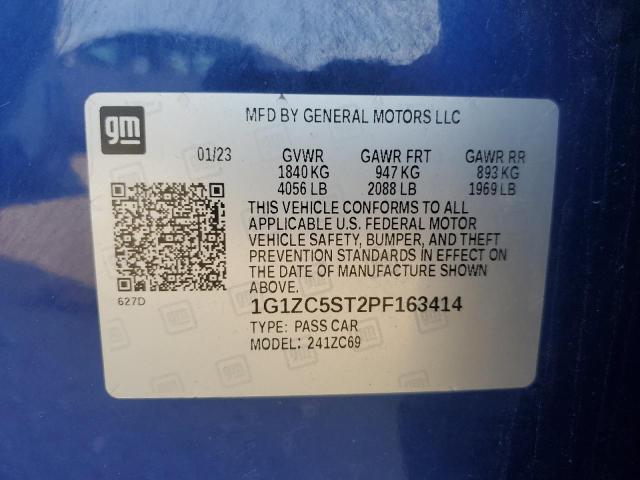 gm
MFD BY GENERAL MOTORS LLC
01/23 GVWR GAWR FRT GAWR RR
1840 KG 947 KG 893 KG
4056 LB 2088 LB 1969 LB
THIS VEHICLE CONFORMS TO ALL
APPLICABLE U.S. FEDERAL MOTOR
VEHICLE SAFETY, BUMPER, AND THEFT
PREVENTION STANDARDS IN EFFECT ON
THE DATE OF MANUFACTURE SHOWN
ABOVE.
627D
1G1ZC5ST2PF163414
TYPE: PASS CAR
MODEL: 241ZC69